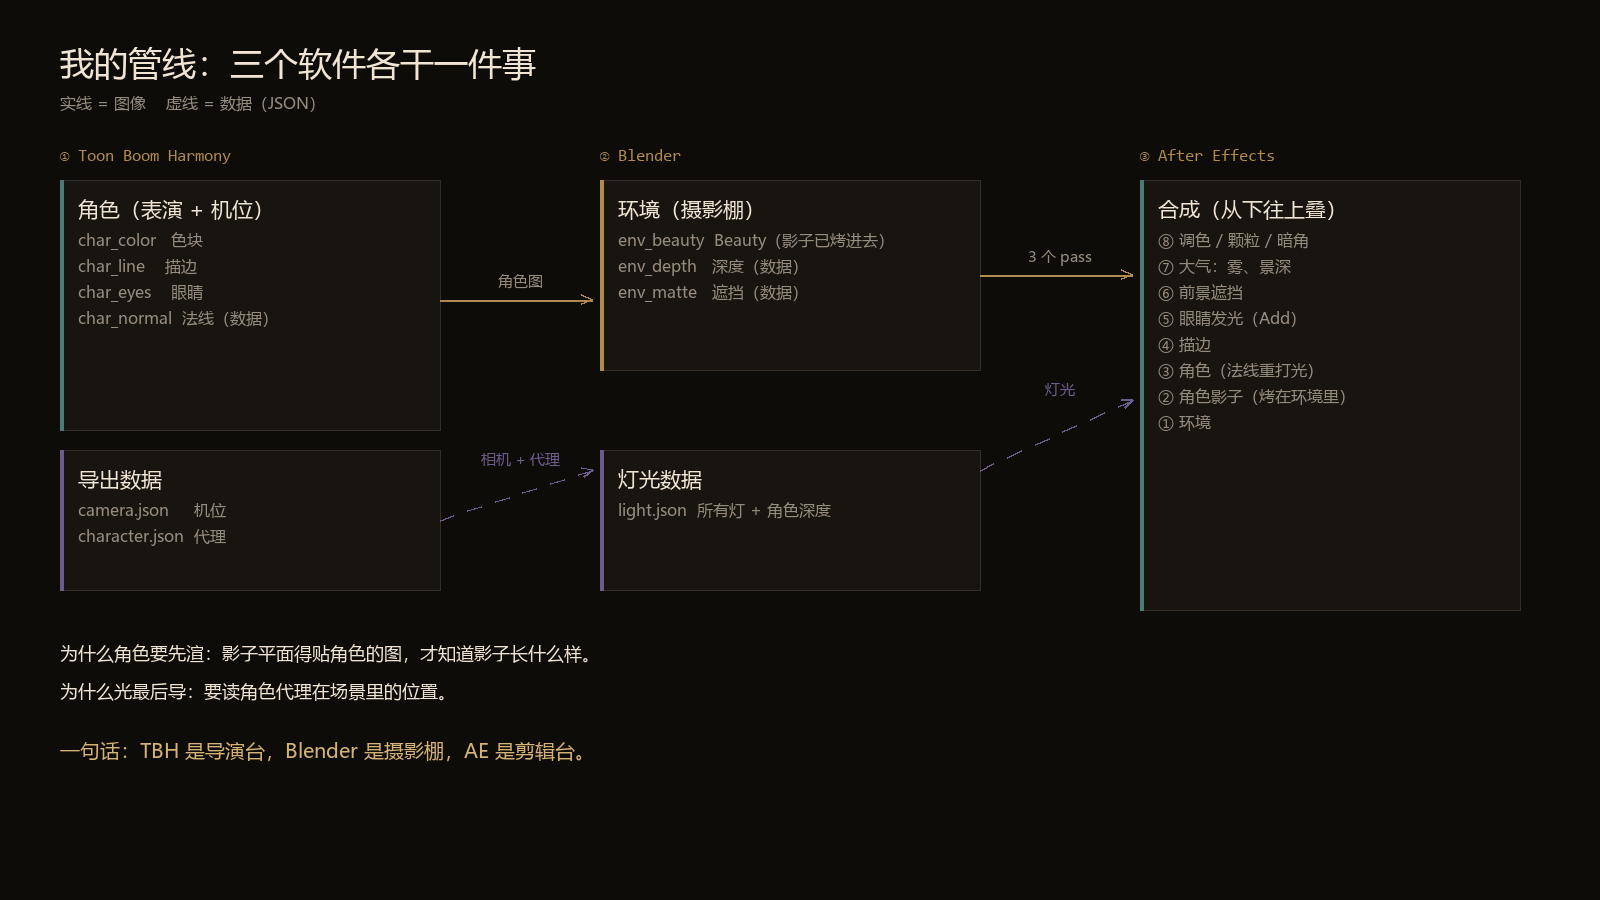 我的管线：三个软件各干一件事
实线 = 图像  虚线 = 数据（JSON）
① Toon Boom Harmony
角色（表演 + 机位）
char_color 色块
char_line 描边
char_eyes 眼睛
char_normal 法线（数据）
角色图
导出数据
camera.json 机位
character.json 代理
相机 + 代理
② Blender
环境（摄影棚）
env_beauty Beauty（影子已烤进去）
env_depth 深度（数据）
env_matte 遮挡（数据）
3 个 pass
灯光数据
light.json 所有灯 + 角色深度
灯光
③ After Effects
合成（从下往上叠）
⑧ 调色 / 颗粒 / 暗角
⑦ 大气：雾、景深
⑥ 前景遮挡
⑤ 眼睛发光（Add）
④ 描边
③ 角色（法线重打光）
② 角色影子（烤在环境里）
① 环境
为什么角色要先渲：影子平面得贴角色的图，才知道影子长什么样。
为什么光最后导：要读角色代理在场景里的位置。
一句话：TBH 是导演台，Blender 是摄影棚，AE 是剪辑台。